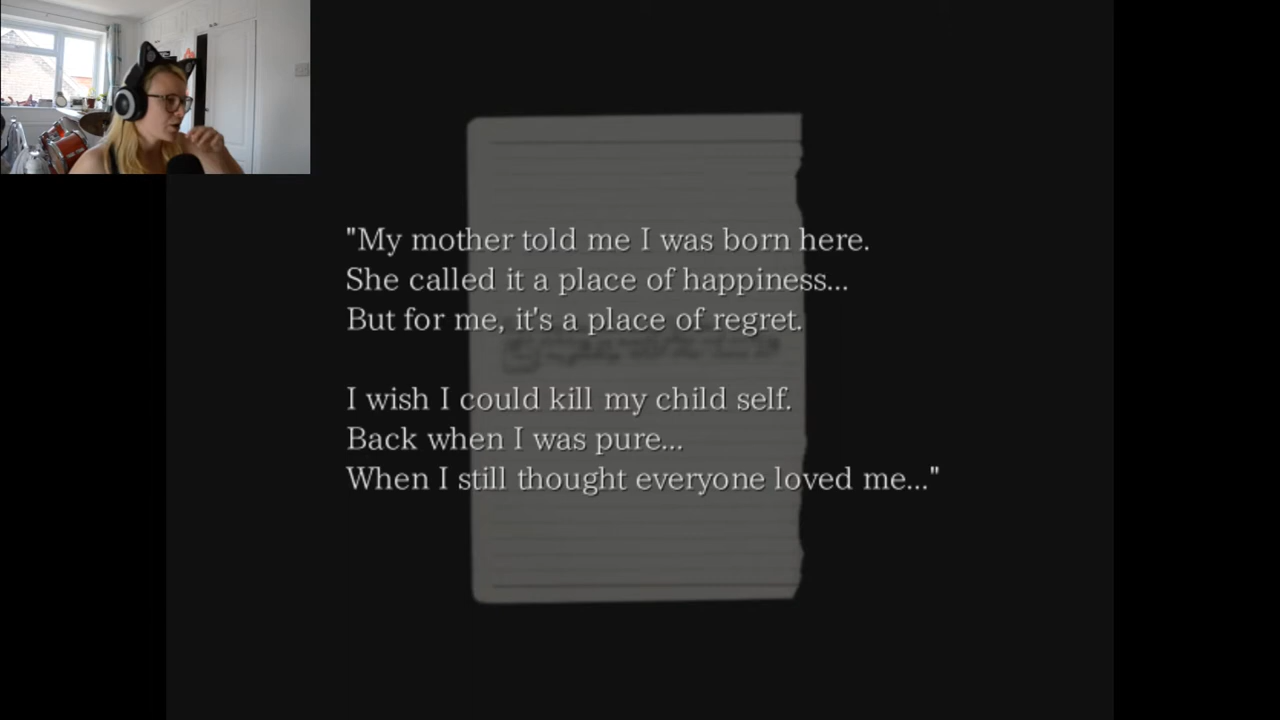 "My mother told me I was born here.
She called it a place of happiness...
But for me, it's a place of regret.
I wish I could kill my child self.
Back when I was pure...
When I still thought everyone loved me..."